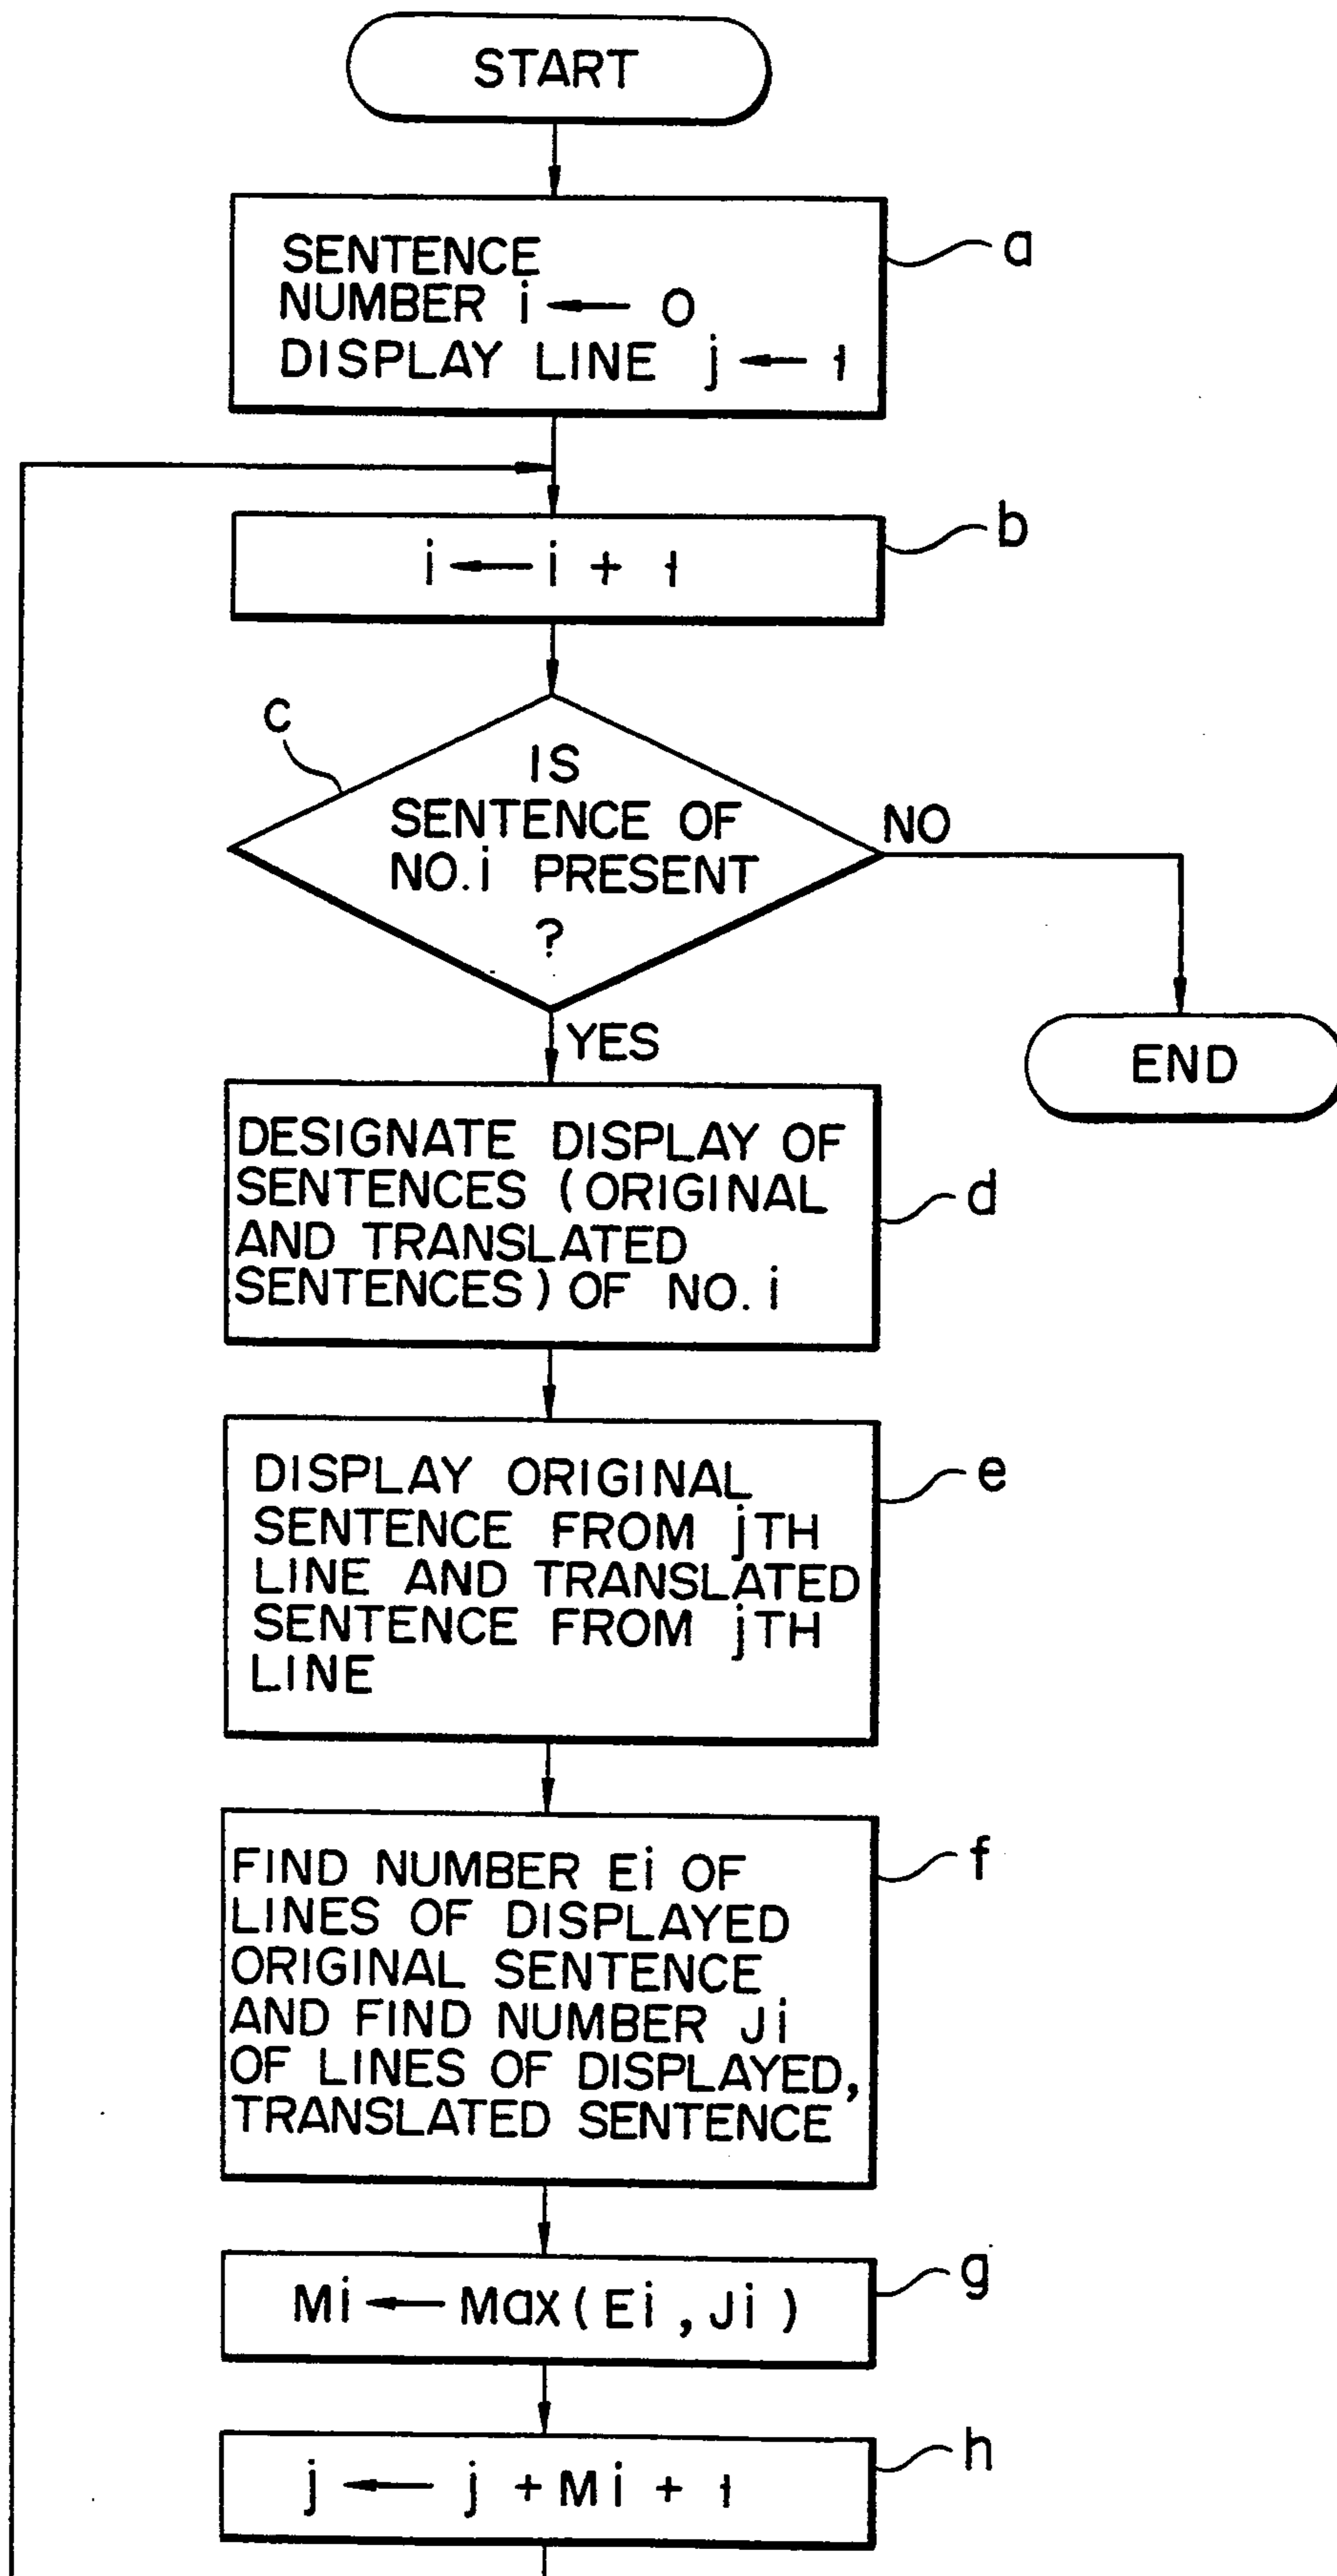 START
SENTENCE
NUMBER i ← 0
DISPLAY LINE j ← 1
a
i ← i + 1
b
c
IS
SENTENCE OF
NO.i PRESENT
?
NO
YES
END
DESIGNATE DISPLAY OF
SENTENCES (ORIGINAL
AND TRANSLATED
SENTENCES) OF NO. i
d
DISPLAY ORIGINAL
SENTENCE FROM jTH
LINE AND TRANSLATED
SENTENCE FROM jTH
LINE
e
FIND NUMBER Ei OF
LINES OF DISPLAYED
ORIGINAL SENTENCE
AND FIND NUMBER Ji
OF LINES OF DISPLAYED,
TRANSLATED SENTENCE
f
Mi ← Max(Ei, Ji)
g
j ← j + Mi + 1
h